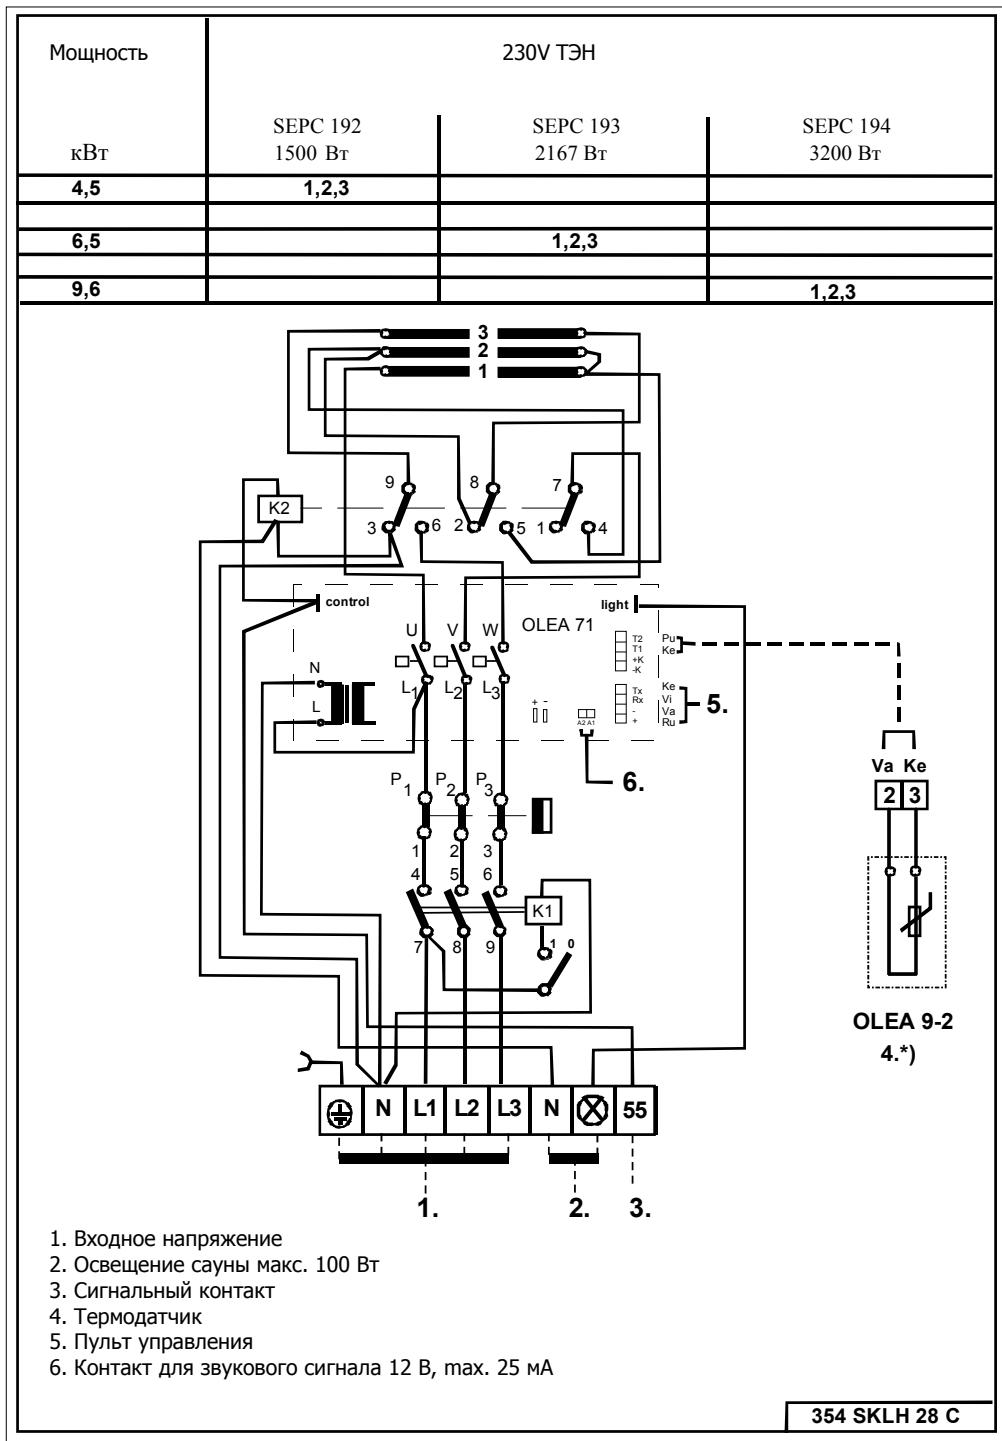 Мощность 230V ТЭН
SEPC 192 SEPC 193 SEPC 194
кВт 1500 Вт 2167 Вт 3200 Вт
4,5 1,2,3
6,5 1,2,3
9,6 1,2,3
3
2
1
9 8 7
K2
3 6 2 5 1 4
control light
OLEA 71
U V W
T2 Pu
T1 Ke
+K
-K
N
L1 L2 L3
L
Tx Ke
Rx Vi
- Va
+ Ru
5.
+ -
A2 A1
6.
P1 P2 P3
Va Ke
2 3
1 2 3
4 5 6
K1
7 8 9
1 0
OLEA 9-2
4.*)
N L1 L2 L3 N 55
1. 2. 3.
1. Входное напряжение
2. Освещение сауны макс. 100 Вт
3. Сигнальный контакт
4. Термодатчик
5. Пульт управления
6. Контакт для звукового сигнала 12 В, max. 25 мА
354 SKLH 28 C